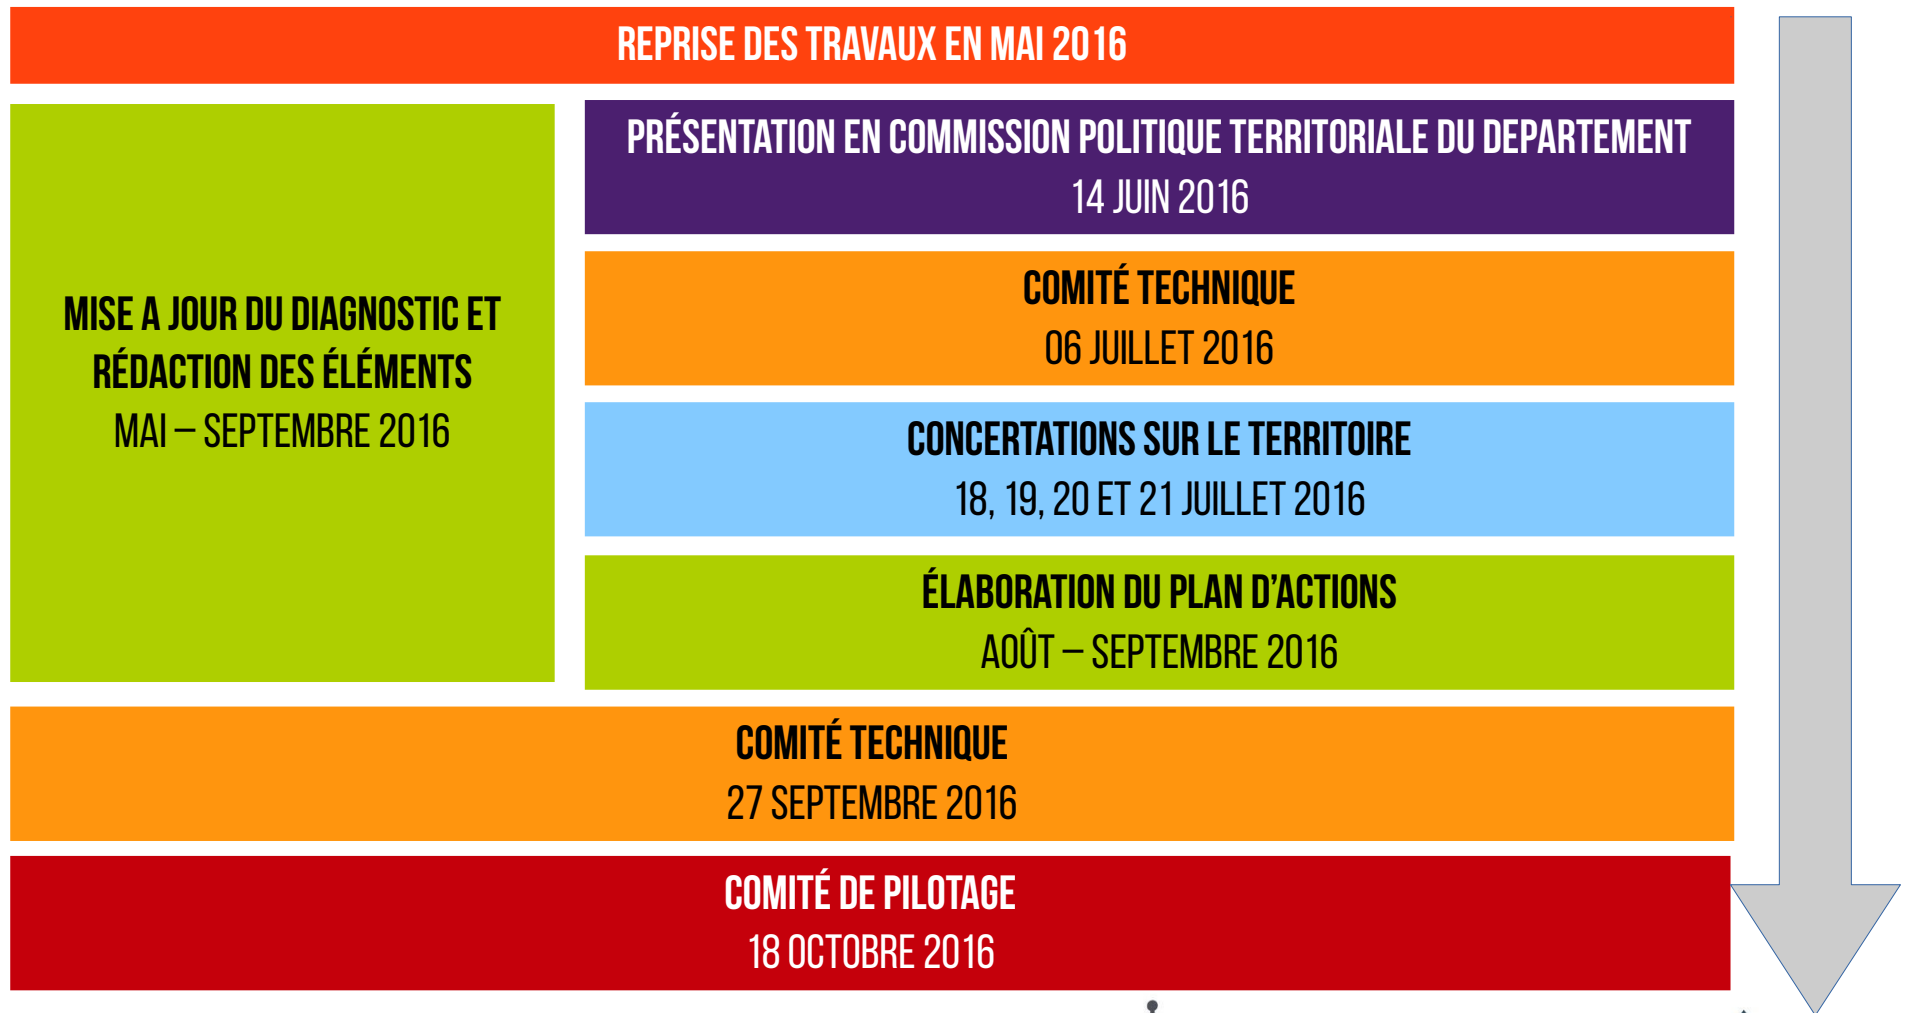 REPRISE DES TRAVAUX EN MAI 2016
MISE A JOUR DU DIAGNOSTIC ET
RÉDACTION DES ÉLÉMENTS
MAI – SEPTEMBRE 2016
PRÉSENTATION EN COMMISSION POLITIQUE TERRITORIALE DU DEPARTEMENT
14 JUIN 2016
COMITÉ TECHNIQUE
06 JUILLET 2016
CONCERTATIONS SUR LE TERRITOIRE
18, 19, 20 ET 21 JUILLET 2016
ÉLABORATION DU PLAN D’ACTIONS
AOÛT – SEPTEMBRE 2016
COMITÉ TECHNIQUE
27 SEPTEMBRE 2016
COMITÉ DE PILOTAGE
18 OCTOBRE 2016